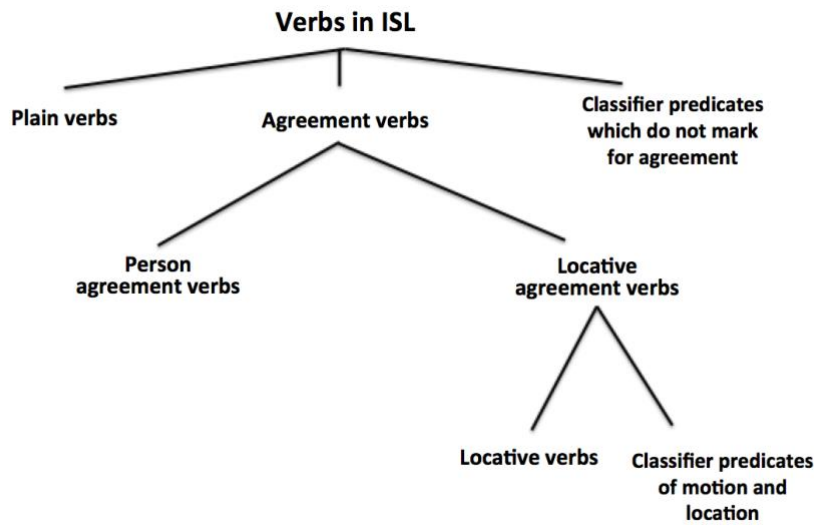 Verbs in ISL
Plain verbs
Agreement verbs
Classifier predicates
which do not mark
for agreement
Person
agreement verbs
Locative
agreement verbs
Locative verbs
Classifier predicates
of motion and
location